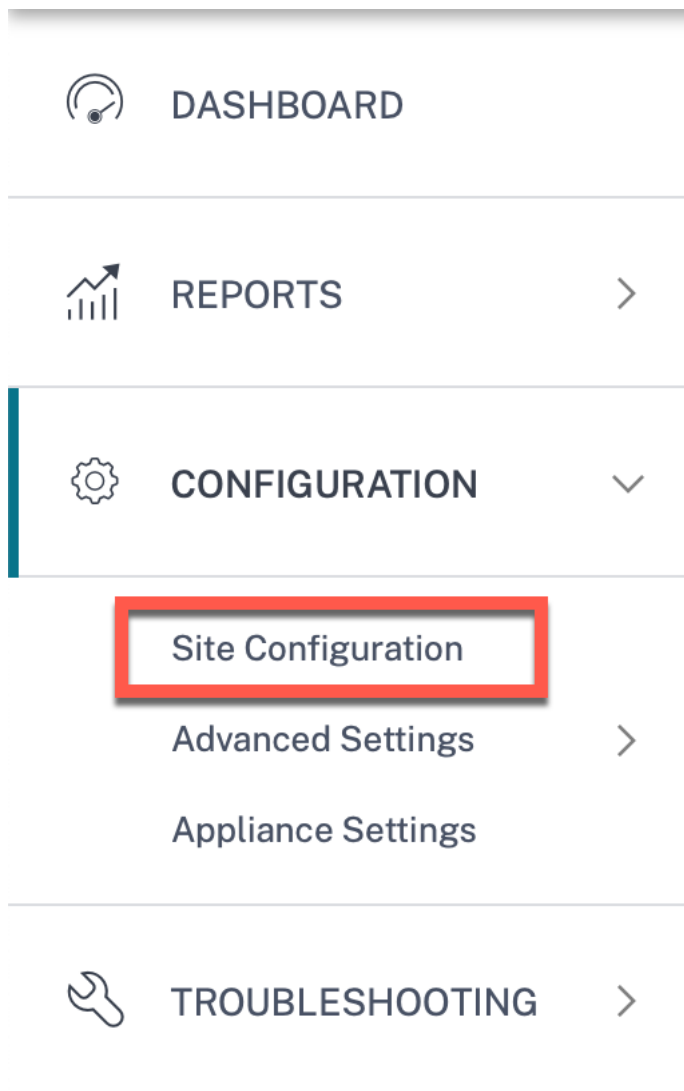 DASHBOARD
REPORTS
CONFIGURATION
Site Configuration
Advanced Settings
Appliance Settings
TROUBLESHOOTING